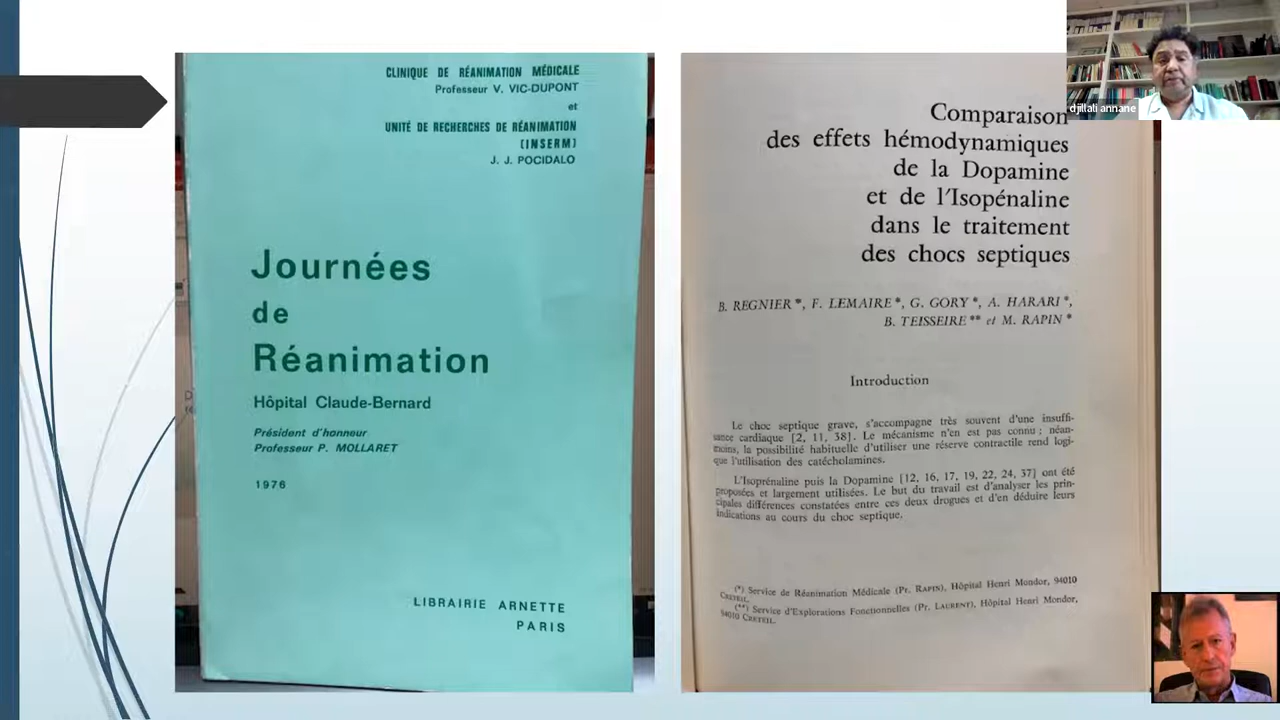 CLINIQUE DE RÉANIMATION MÉDICALE
Professeur V. VIC-DUPONT
et
UNITÉ DE RECHERCHES DE RÉANIMATION
(INSERM)
J. J. POCIDALO
Journées
de
Réanimation
Hôpital Claude-Bernard
Président d'honneur
Professeur P. MOLLARET
1976
LIBRAIRIE ARNETTE
PARIS
Comparaison
des effets hémodynamiques
de la Dopamine
et de l'Isopénaline
dans le traitement
des chocs septiques
B. REGNIER *, F. LEMAIRE *, G. GORY *, A. HARARI *,
B. TEISSEIRE ** et M. RAPIN *
Introduction
Le choc septique grave, s'accompagne très souvent d'une insuffi-
sance cardiaque [2, 11, 38]. Le mécanisme n'en est pas connu ; néan-
moins, la possibilité habituelle d'utiliser une réserve contractile rend logi-
que l'utilisation des catécholamines.
L'Isoprénaline puis la Dopamine [12, 16, 17, 19, 22, 24, 37] ont été
proposées et largement utilisées. Le but du travail est d'analyser les prin-
cipales différences constatées entre ces deux drogues et d'en déduire leurs
indications au cours du choc septique.
(*) Service de Réanimation Médicale (Pr. RAPIN), Hôpital Henri Mondor, 94010
CRETEIL.
(**) Service d'Explorations Fonctionnelles (Pr. LAURENT), Hôpital Henri Mondor,
94010 CRETEIL.
djillali annane